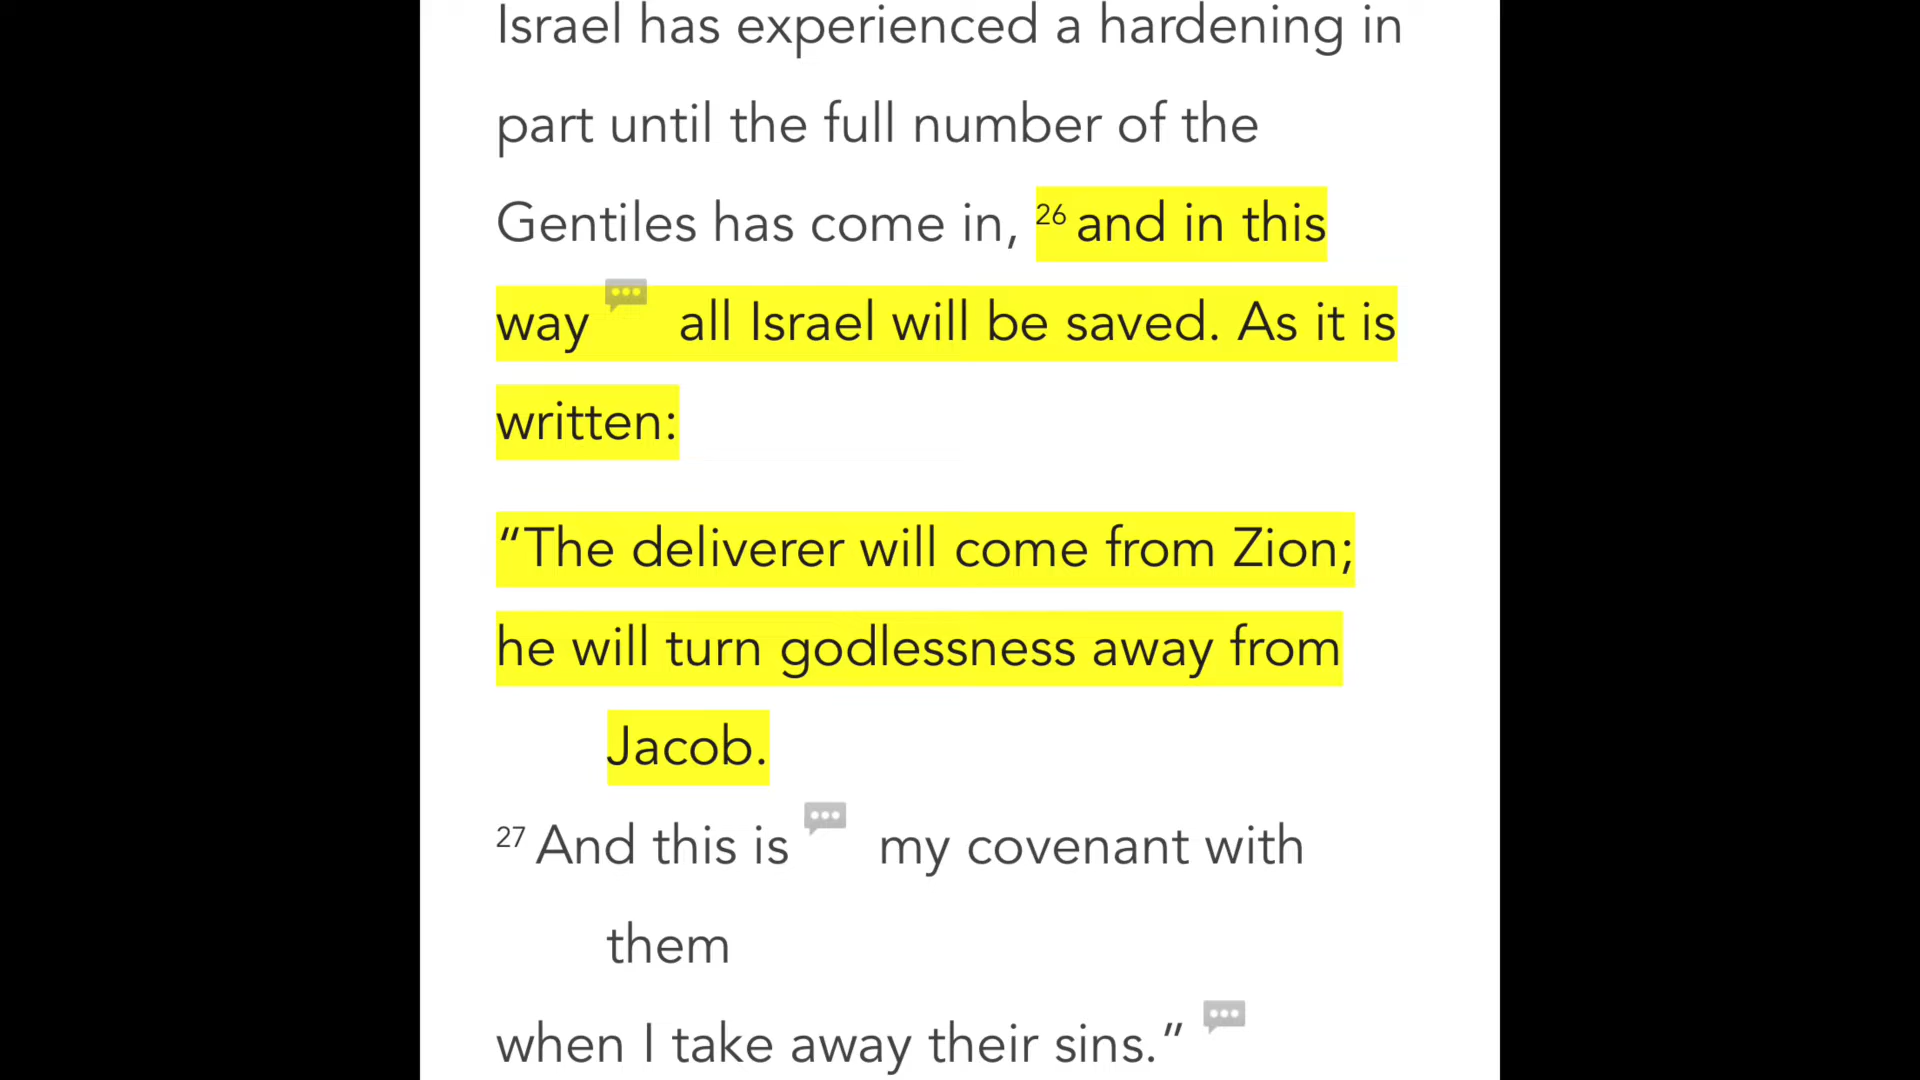 Israel has experienced a hardening in
part until the full number of the
Gentiles has come in, 26 and in this
way all Israel will be saved. As it is
written:
“The deliverer will come from Zion;
he will turn godlessness away from
Jacob.
27 And this is my covenant with
them
when I take away their sins.”